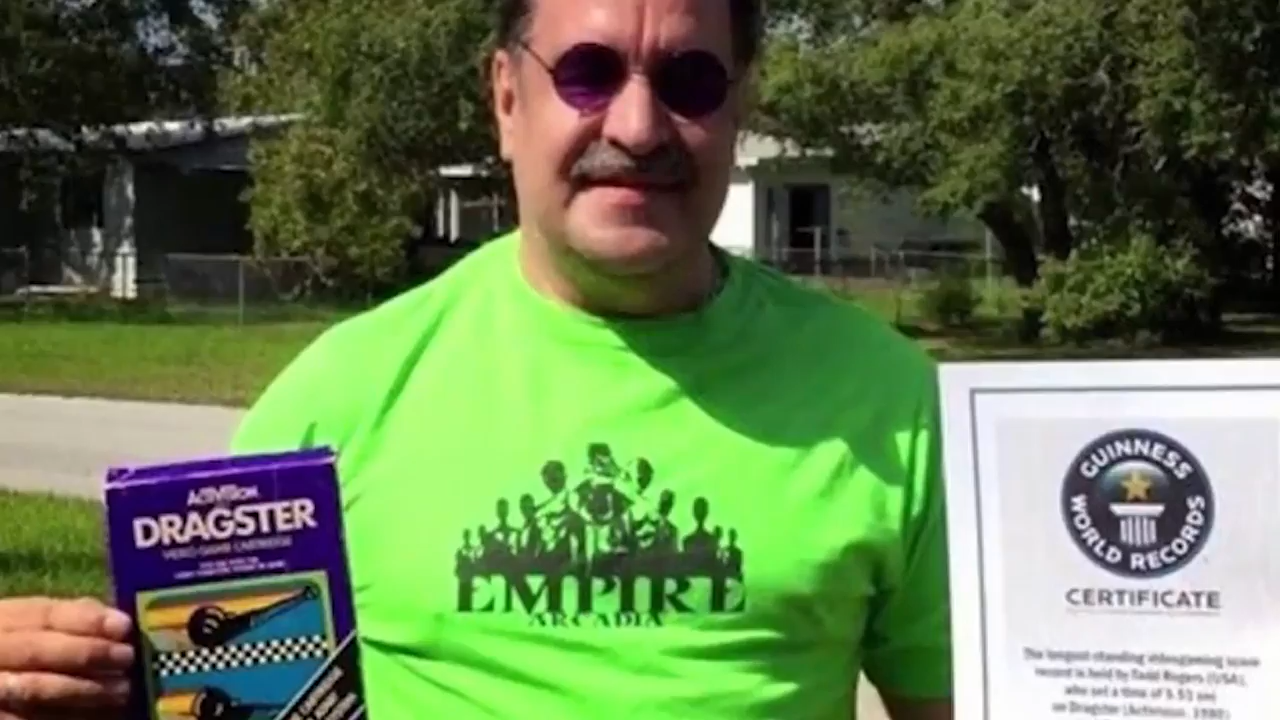 ACTIVISION
DRAGSTER
VIDEO GAME CARTRIDGE
EMPIRE
ARCADIA
GUINNESS
WORLD RECORDS
CERTIFICATE
The longest-standing videogaming score
record is held by Todd Rogers (USA),
who set a time of 5.51 sec
on Dragster (Activision, 1980)